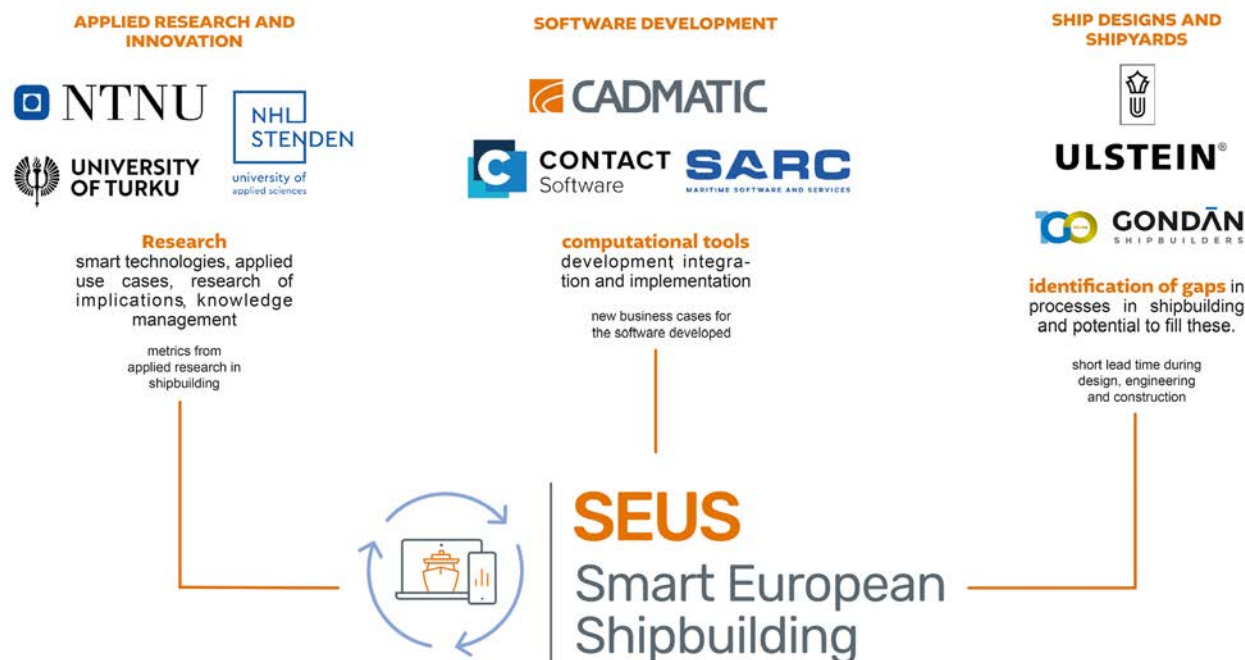 APPLIED RESEARCH AND
INNOVATION
NTNU
NHL
STENDEN
university of
applied sciences
UNIVERSITY
OF TURKU
Research
smart technologies, applied
use cases, research of
implications, knowledge
management
metrics from
applied research in
shipbuilding
SOFTWARE DEVELOPMENT
CADMATIC
C
CONTACT
Software
SARC
MARITIME SOFTWARE AND SERVICES
computational tools
development, integra-
tion and implementation
new business cases for
the software developed
SHIP DESIGNS AND
SHIPYARDS
U
ULSTEIN®
100
GONDĀN
SHIPBUILDERS
identification of gaps in
processes in shipbuilding
and potential to fill these.
short lead time during
design, engineering
and construction
SEUS
Smart European
Shipbuilding